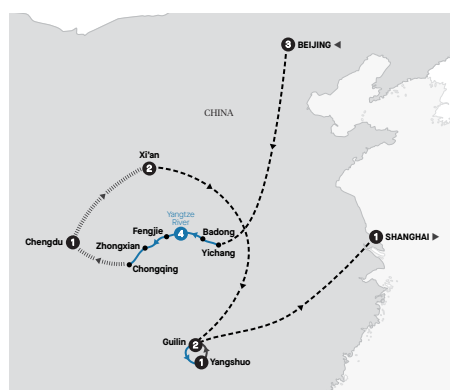 3 BEIJING
CHINA
Xi'an
2
Yangtze
River
Fengjie
4
Badong
Chengdu 1
Zhongxian
Yichang
1 SHANGHAI
Chongqing
Guilin 2
1 Yangshuo